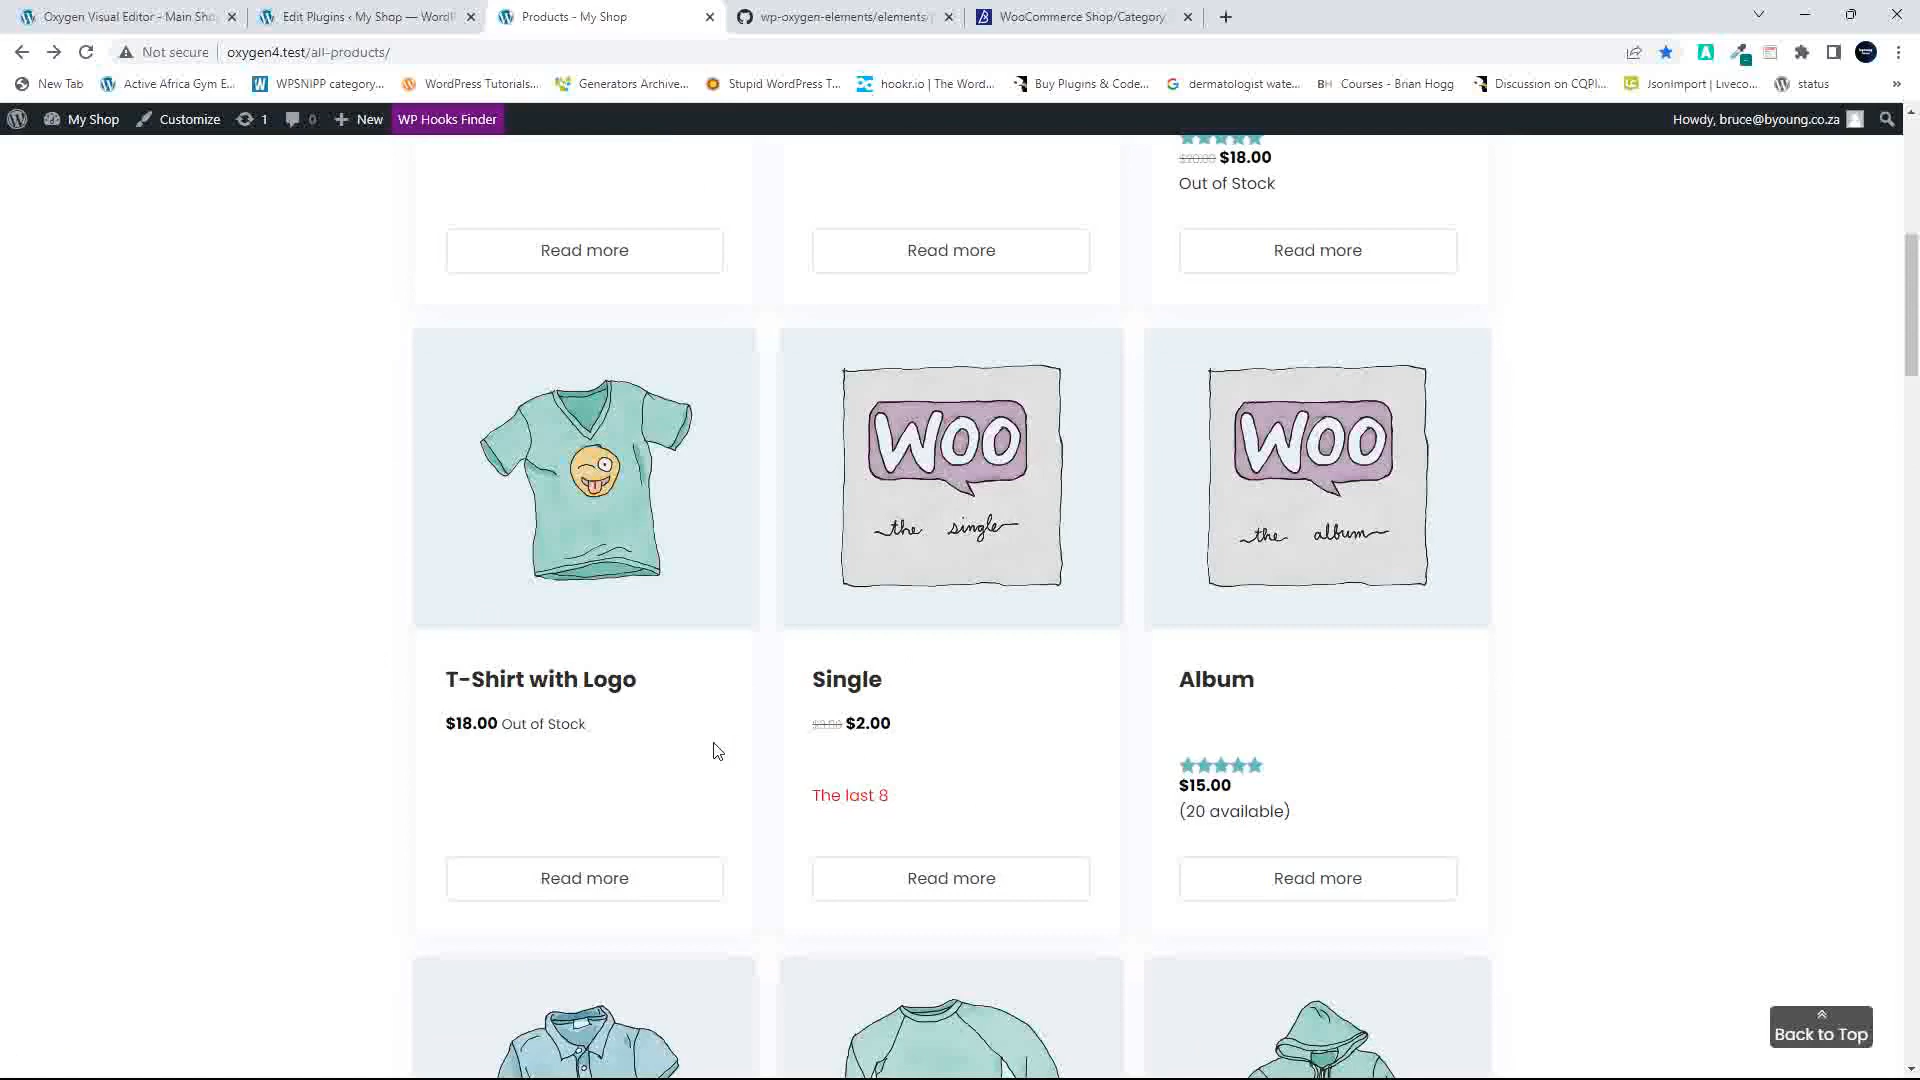 Oxygen Visual Editor - Main Sho
Edit Plugins ‹ My Shop — WordP
Products - My Shop
wp-oxygen-elements/elements/
WooCommerce Shop/Category
Not secure
oxygen4.test/all-products/
New Tab
Active Africa Gym E...
WPSNIPP category...
WordPress Tutorials...
Generators Archive...
Stupid WordPress T...
hookr.io | The Word...
Buy Plugins & Code...
dermatologist wate...
BH Courses - Brian Hogg
Discussion on CQPI...
Jsonimport | Liveco...
status
»
My Shop
Customize
1
0
New
WP Hooks Finder
Howdy, bruce@byoung.co.za
$20.00 $18.00
Out of Stock
Read more
Read more
Read more
WOO
the single
WOO
the album
T-Shirt with Logo
Single
Album
$18.00 Out of Stock
$2.00
$15.00
The last 8
(20 available)
Read more
Read more
Read more
Back to Top